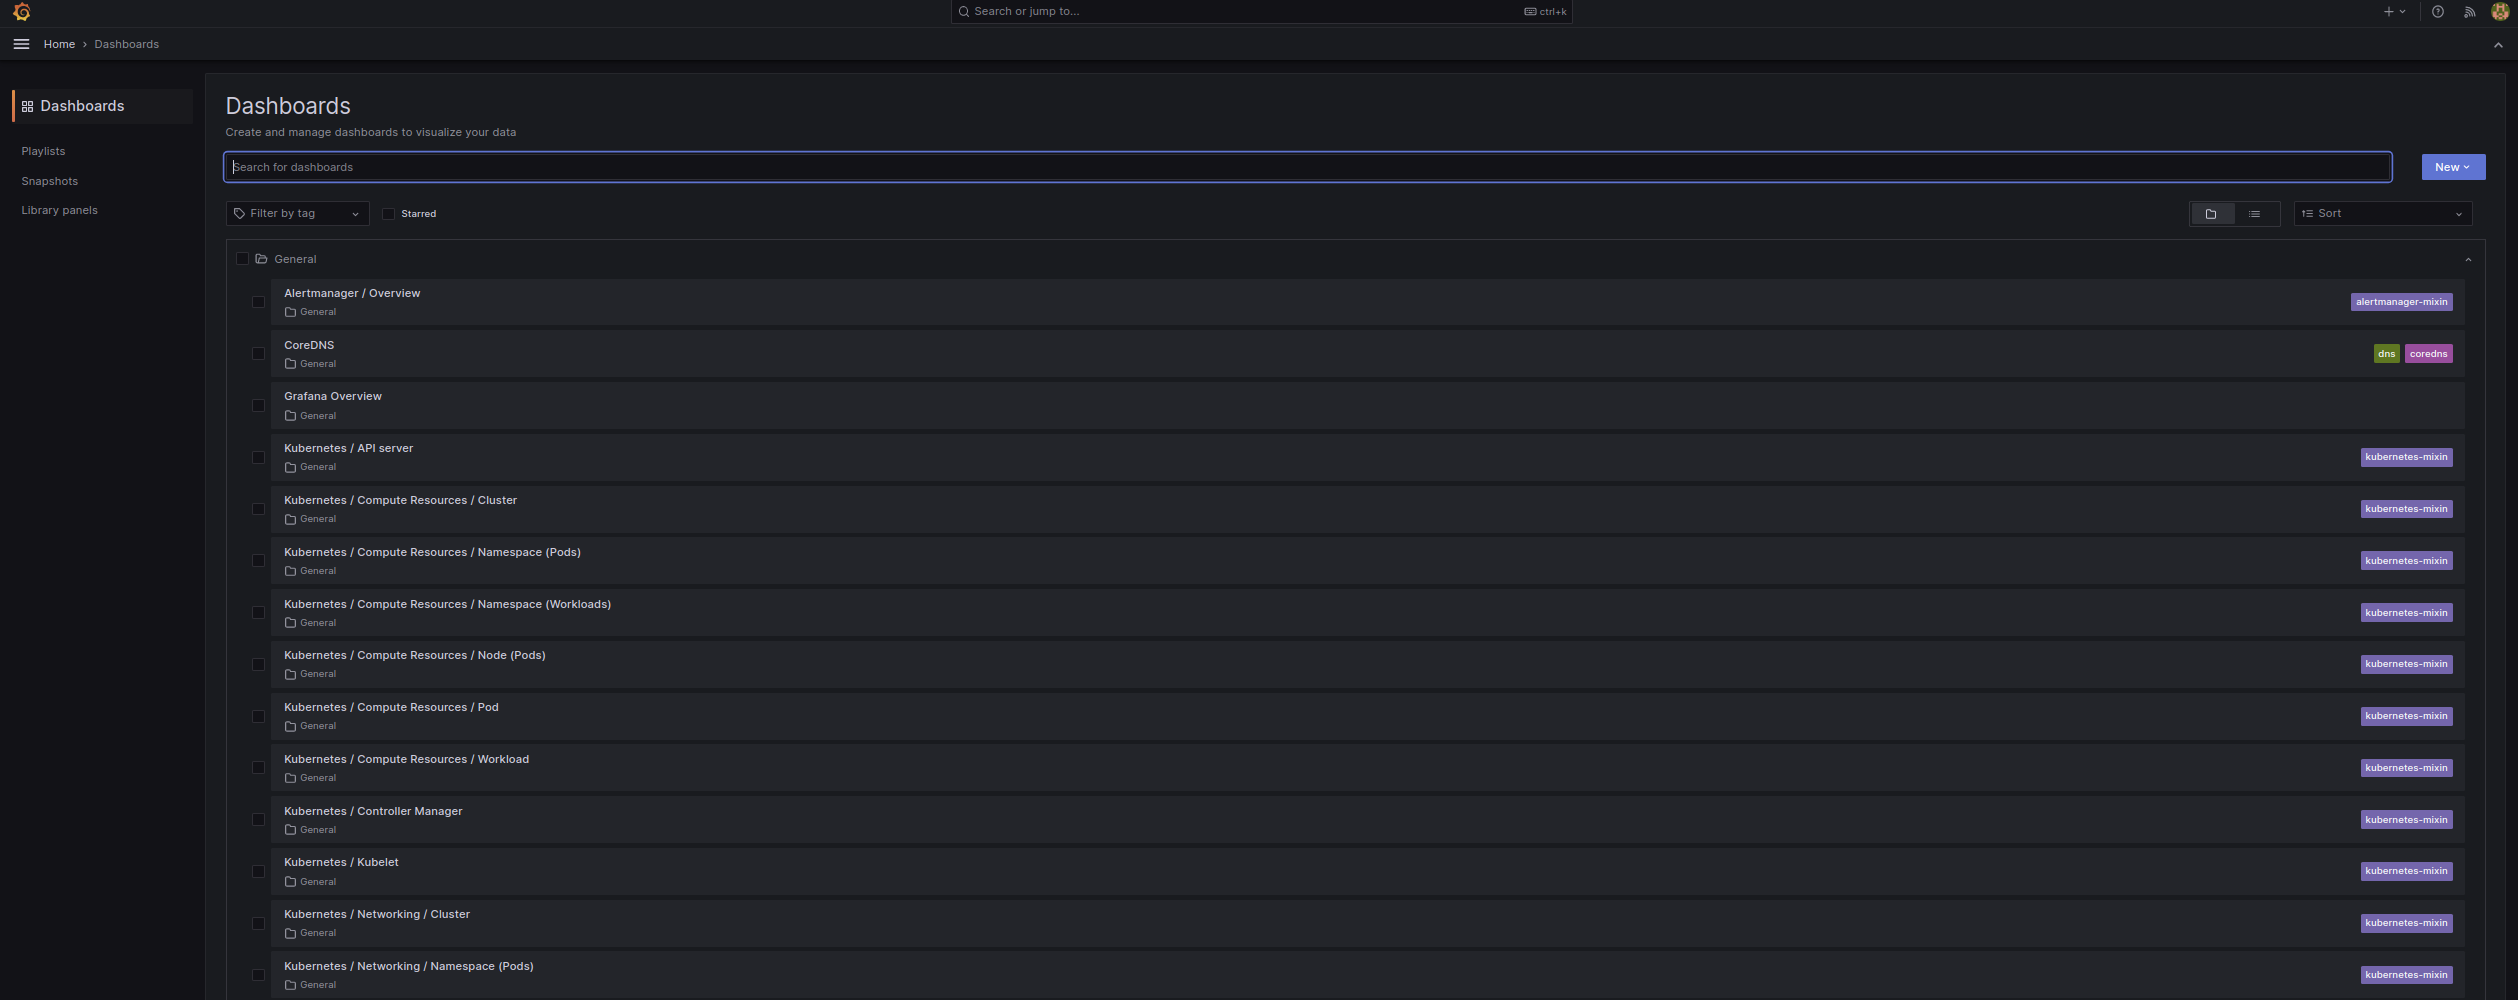 Search or jump to...
ctrl+k
Home › Dashboards
Dashboards
Playlists
Snapshots
Library panels
Dashboards
Create and manage dashboards to visualize your data
Search for dashboards
New
Filter by tag
Starred
Sort
General
Alertmanager / Overview
General
alertmanager-mixin
CoreDNS
General
dns coredns
Grafana Overview
General
Kubernetes / API server
General
kubernetes-mixin
Kubernetes / Compute Resources / Cluster
General
kubernetes-mixin
Kubernetes / Compute Resources / Namespace (Pods)
General
kubernetes-mixin
Kubernetes / Compute Resources / Namespace (Workloads)
General
kubernetes-mixin
Kubernetes / Compute Resources / Node (Pods)
General
kubernetes-mixin
Kubernetes / Compute Resources / Pod
General
kubernetes-mixin
Kubernetes / Compute Resources / Workload
General
kubernetes-mixin
Kubernetes / Controller Manager
General
kubernetes-mixin
Kubernetes / Kubelet
General
kubernetes-mixin
Kubernetes / Networking / Cluster
General
kubernetes-mixin
Kubernetes / Networking / Namespace (Pods)
General
kubernetes-mixin